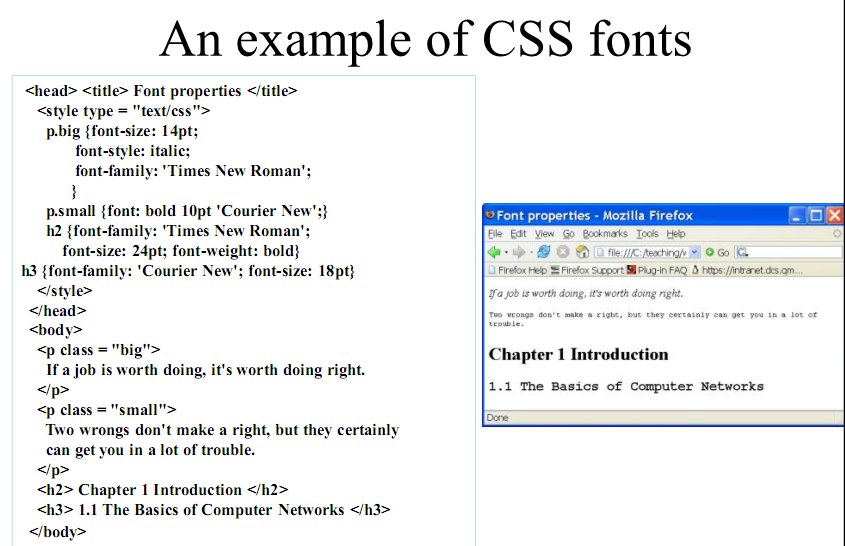 An example of CSS fonts
<head> <title> Font properties </title>
<style type = "text/css">
p.big {font-size: 14pt;
font-style: italic;
font-family: 'Times New Roman';
}
p.small {font: bold 10pt 'Courier New';}
h2 {font-family: 'Times New Roman';
font-size: 24pt; font-weight: bold}
h3 {font-family: 'Courier New'; font-size: 18pt}
</style>
</head>
<body>
<p class = "big">
If a job is worth doing, it's worth doing right.
</p>
<p class = "small">
Two wrongs don't make a right, but they certainly
can get you in a lot of trouble.
</p>
<h2> Chapter 1 Introduction </h2>
<h3> 1.1 The Basics of Computer Networks </h3>
</body>
Font properties - Mozilla Firefox
File Edit View Go Bookmarks Tools Help
file:///C:/teaching/v Go
Firefox Help Firefox Support Plug-in FAQ https://intranet.dcs.qm...
If a job is worth doing, it's worth doing right.
Two wrongs don't make a right, but they certainly can get you in a lot of
trouble.
Chapter 1 Introduction
1.1 The Basics of Computer Networks
Done